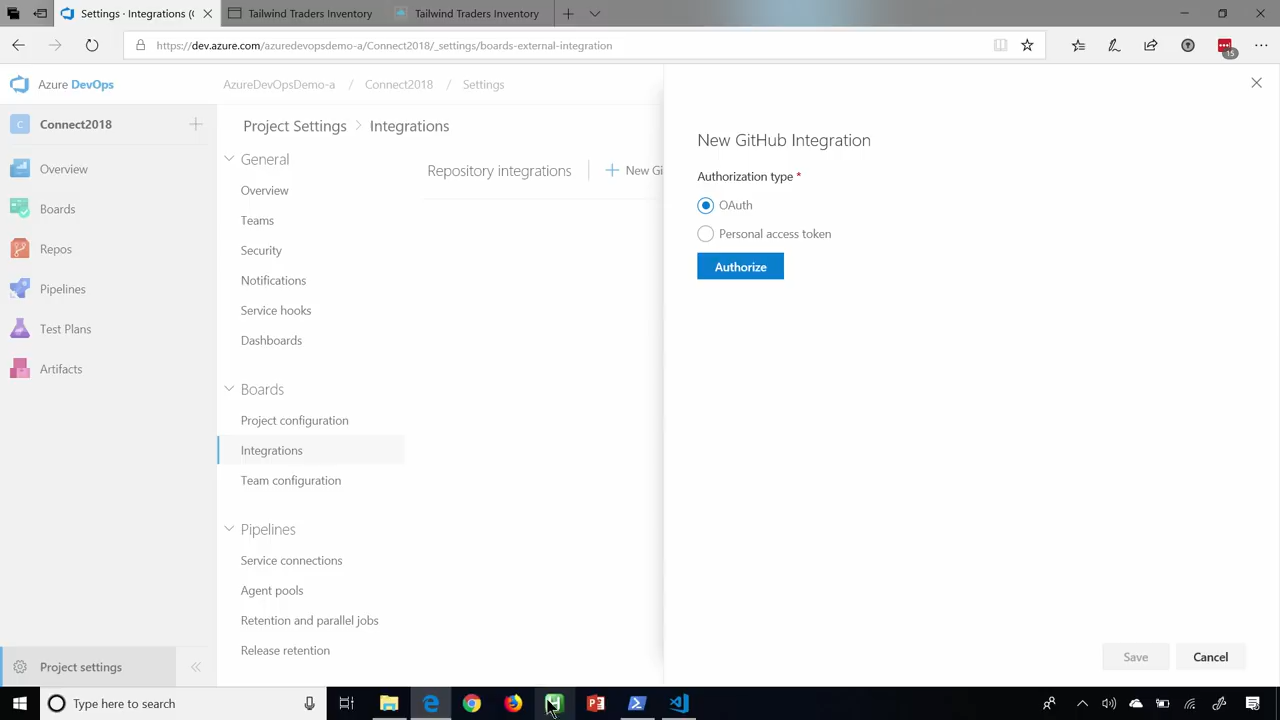 Settings - Integrations (C
Tailwind Traders Inventory
Tailwind Traders Inventory
https://dev.azure.com/azuredevopsdemo-a/Connect2018/_settings/boards-external-integration
15
Azure DevOps
AzureDevOpsDemo-a / Connect2018 / Settings
C Connect2018
Overview
Boards
Repos
Pipelines
Test Plans
Artifacts
Project settings
Project Settings > Integrations
General
Overview
Teams
Security
Notifications
Service hooks
Dashboards
Boards
Project configuration
Integrations
Team configuration
Pipelines
Service connections
Agent pools
Retention and parallel jobs
Release retention
Repository integrations
New Gi
New GitHub Integration
Authorization type *
OAuth
Personal access token
Authorize
Save
Cancel
Type here to search